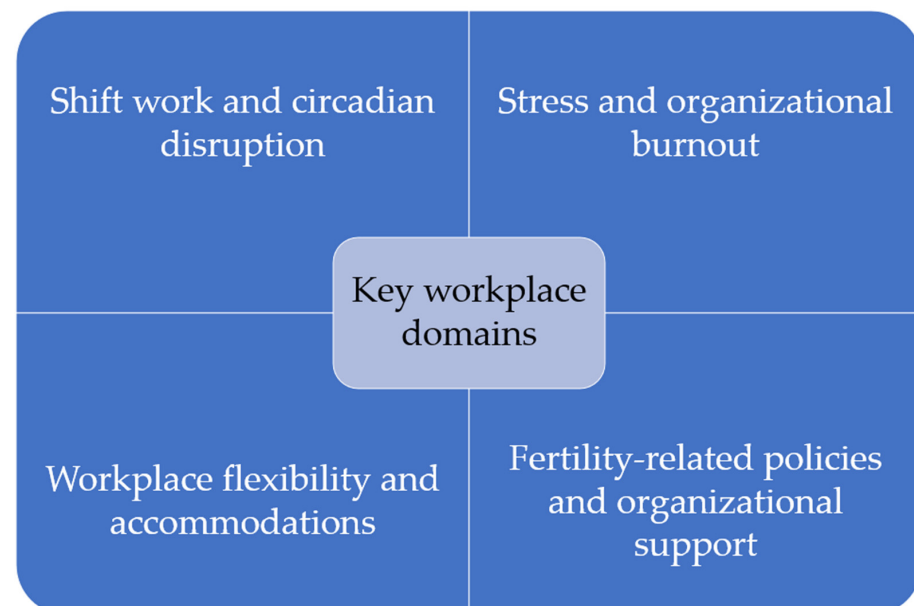 Shift work and circadian
disruption
Stress and organizational
burnout
Key workplace
domains
Workplace flexibility and
accommodations
Fertility-related policies
and organizational
support